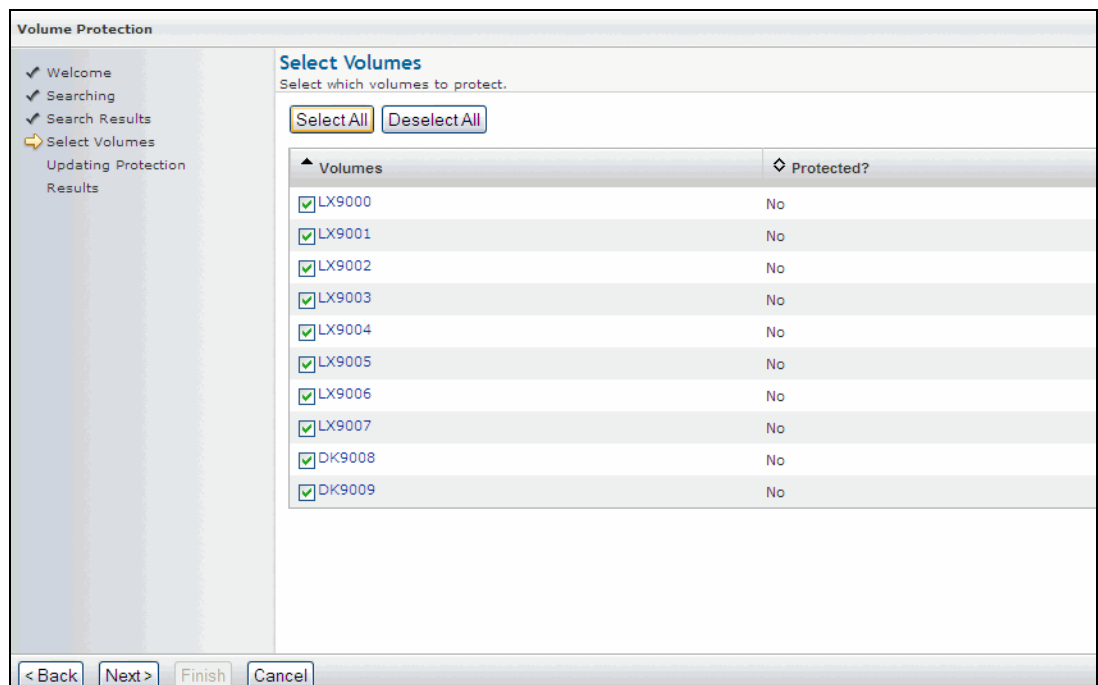 Volume Protection
Welcome
Searching
Search Results
Select Volumes
Updating Protection
Results
Select Volumes
Select which volumes to protect.
Select All Deselect All
Volumes Protected?
LX9000 No
LX9001 No
LX9002 No
LX9003 No
LX9004 No
LX9005 No
LX9006 No
LX9007 No
DK9008 No
DK9009 No
< Back Next > Finish Cancel